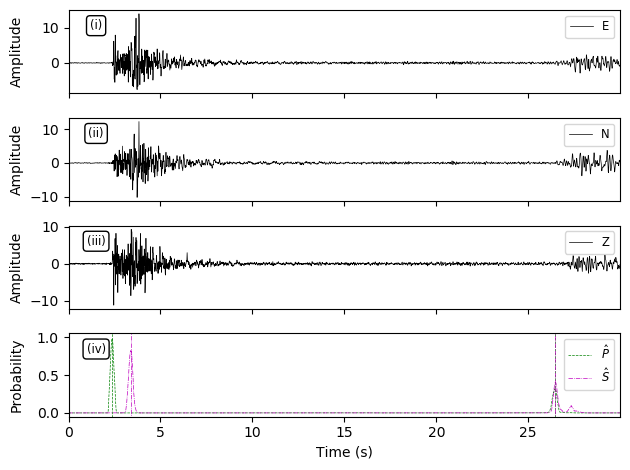 (i)
E
Amplitude
10
0
(ii)
N
Amplitude
10
0
−10
(iii)
Z
Amplitude
10
0
−10
(iv)
P̂
Ŝ
Probability
1.0
0.5
0.0
0 5 10 15 20 25
Time (s)